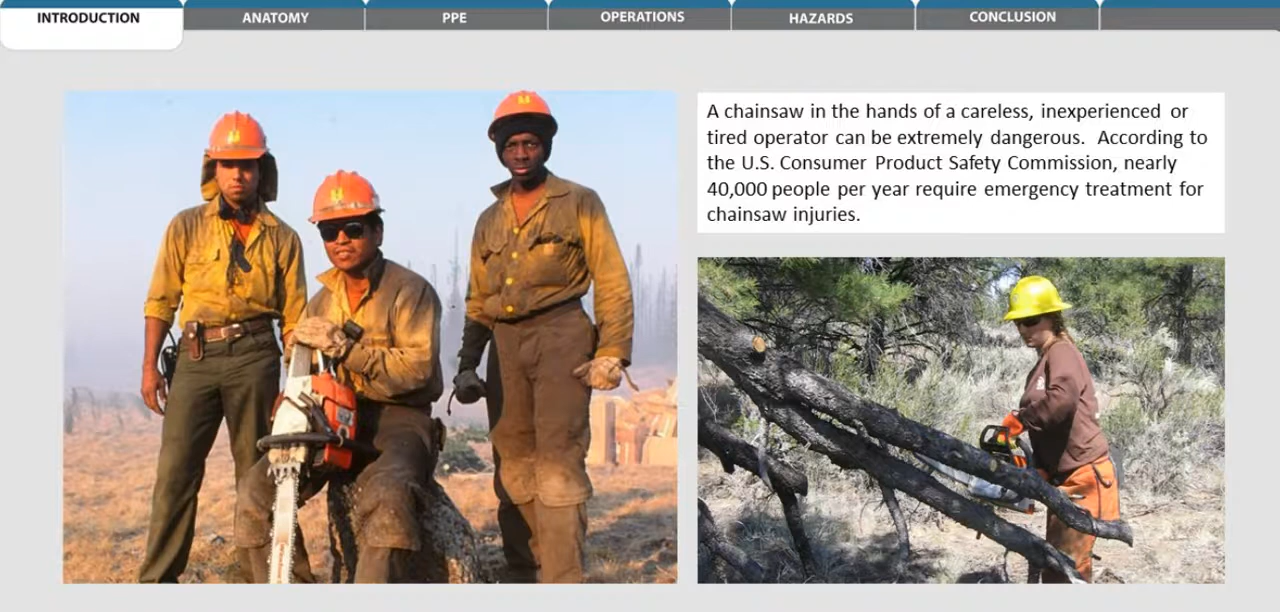 INTRODUCTION
ANATOMY
PPE
OPERATIONS
HAZARDS
CONCLUSION
A chainsaw in the hands of a careless, inexperienced or
tired operator can be extremely dangerous. According to
the U.S. Consumer Product Safety Commission, nearly
40,000 people per year require emergency treatment for
chainsaw injuries.